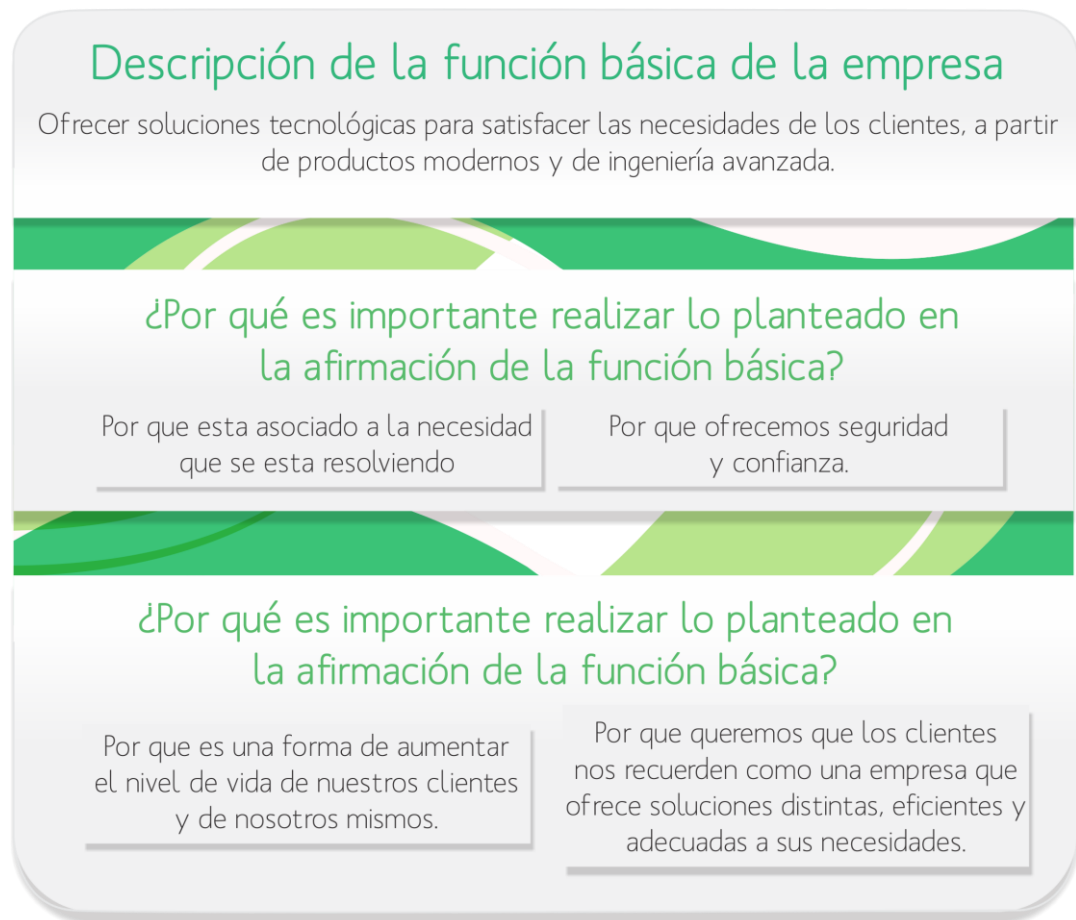 Descripción de la función básica de la empresa
Ofrecer soluciones tecnológicas para satisfacer las necesidades de los clientes, a partir
de productos modernos y de ingeniería avanzada.
¿Por qué es importante realizar lo planteado en
la afirmación de la función básica?
Por que esta asociado a la necesidad
que se esta resolviendo
Por que ofrecemos seguridad
y confianza.
¿Por qué es importante realizar lo planteado en
la afirmación de la función básica?
Por que es una forma de aumentar
el nivel de vida de nuestros clientes
y de nosotros mismos.
Por que queremos que los clientes
nos recuerden como una empresa que
ofrece soluciones distintas, eficientes y
adecuadas a sus necesidades.